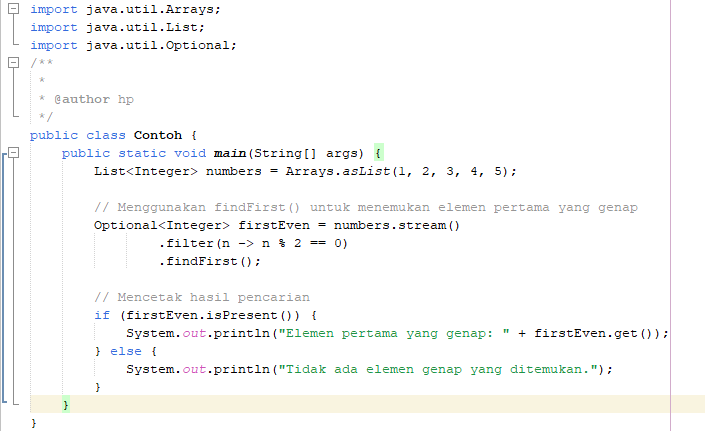 import java.util.Arrays;
import java.util.List;
import java.util.Optional;
/**
 *
 * @author hp
 */
public class Contoh {
    public static void main(String[] args) {
        List<Integer> numbers = Arrays.asList(1, 2, 3, 4, 5);

        // Menggunakan findFirst() untuk menemukan elemen pertama yang genap
        Optional<Integer> firstEven = numbers.stream()
                .filter(n -> n % 2 == 0)
                .findFirst();

        // Mencetak hasil pencarian
        if (firstEven.isPresent()) {
            System.out.println("Elemen pertama yang genap: " + firstEven.get());
        } else {
            System.out.println("Tidak ada elemen genap yang ditemukan.");
        }
    }
}